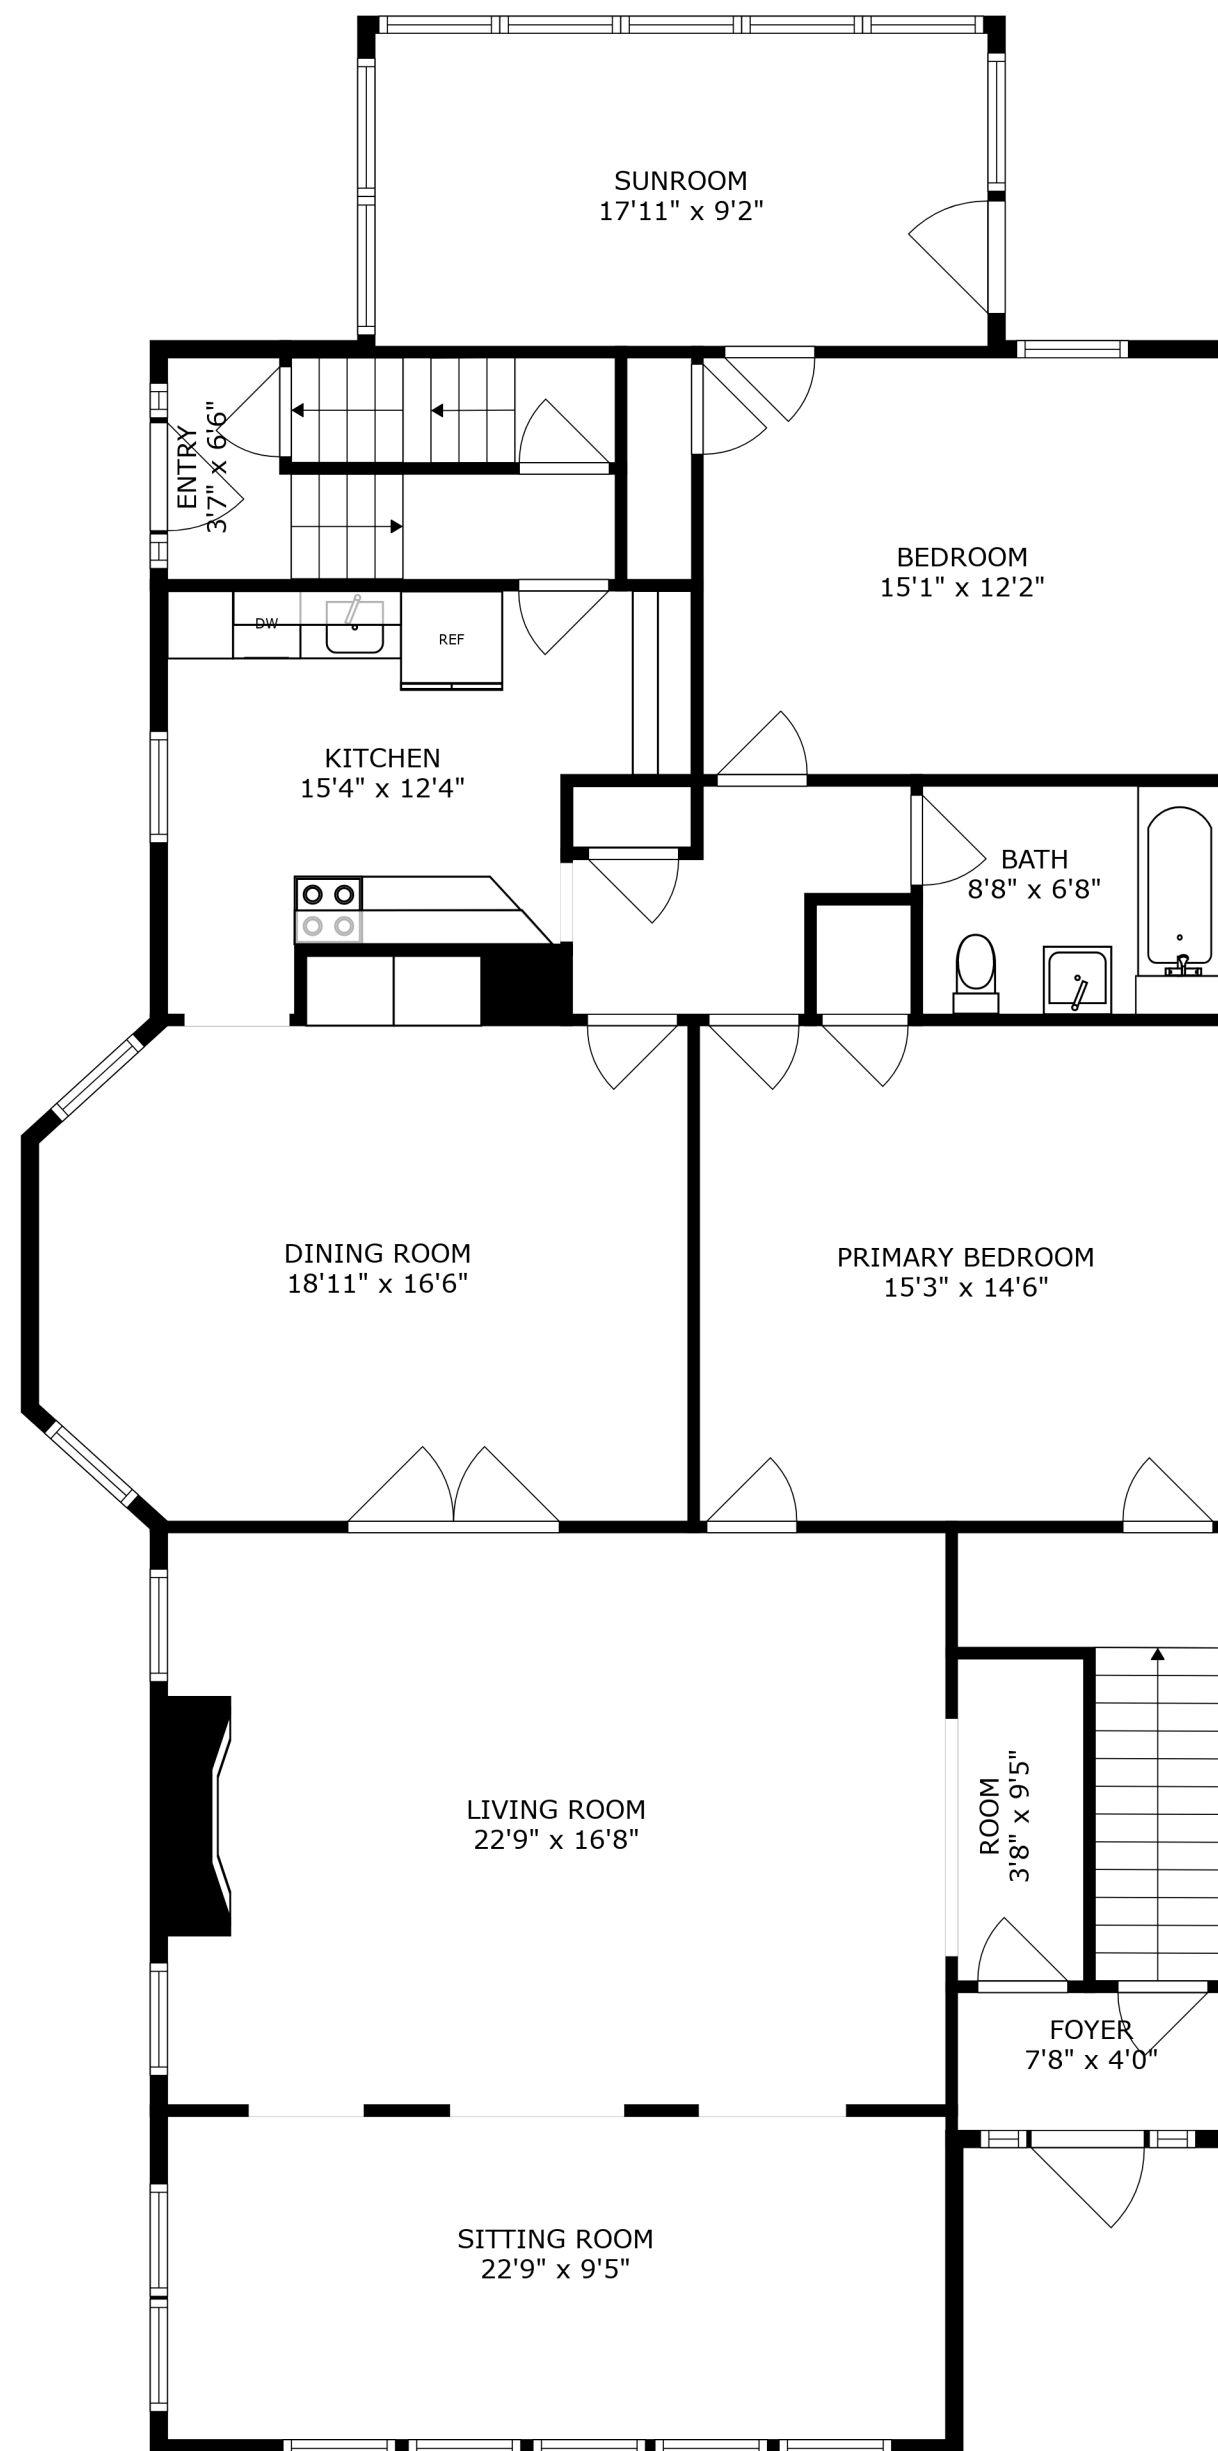 SUNROOM
17'11" x 9'2"
ENTRY
3'7" x 6'6"
BEDROOM
15'1" x 12'2"
DW
REF
KITCHEN
15'4" x 12'4"
BATH
8'8" x 6'8"
DINING ROOM
18'11" x 16'6"
PRIMARY BEDROOM
15'3" x 14'6"
LIVING ROOM
22'9" x 16'8"
ROOM
3'8" x 9'5"
FOYER
7'8" x 4'0"
SITTING ROOM
22'9" x 9'5"